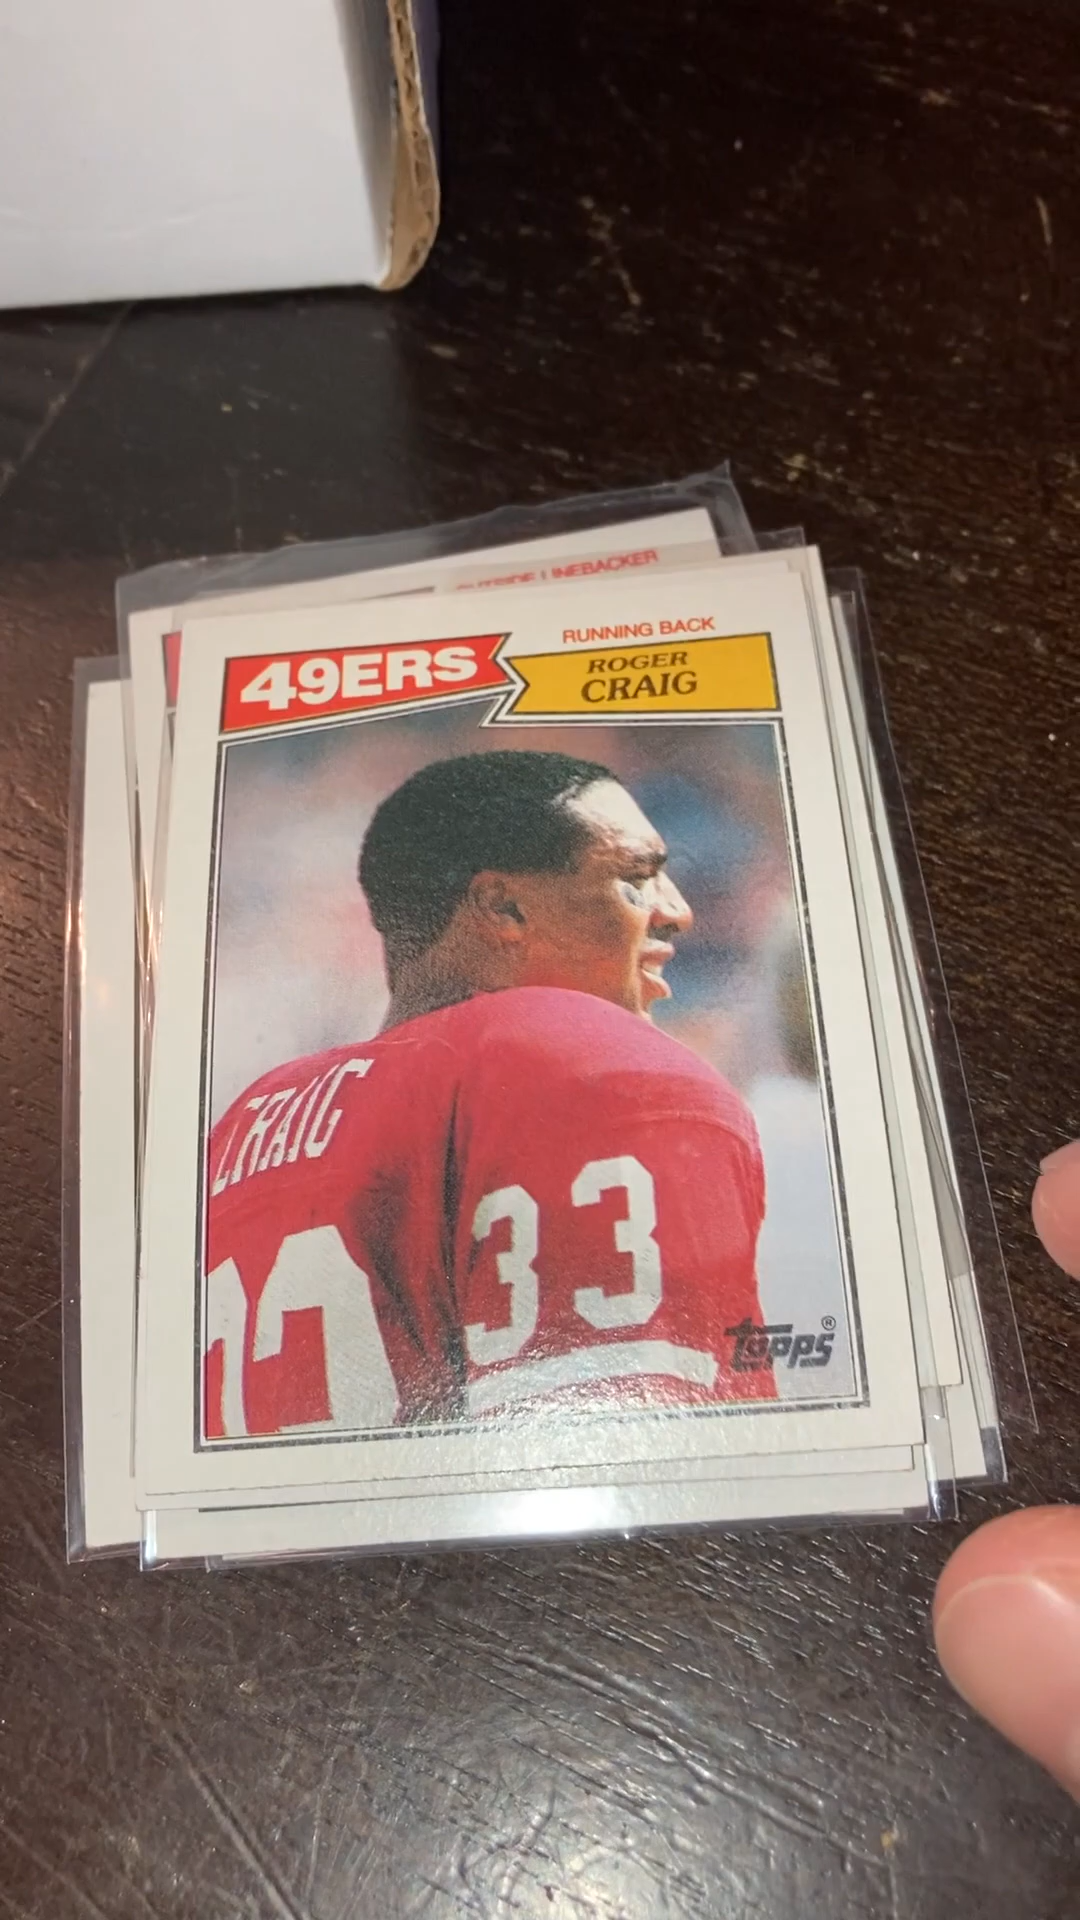 OUTSIDE LINEBACKER
RUNNING BACK
49ERS
ROGER
CRAIG
CRAIG
33
topps®